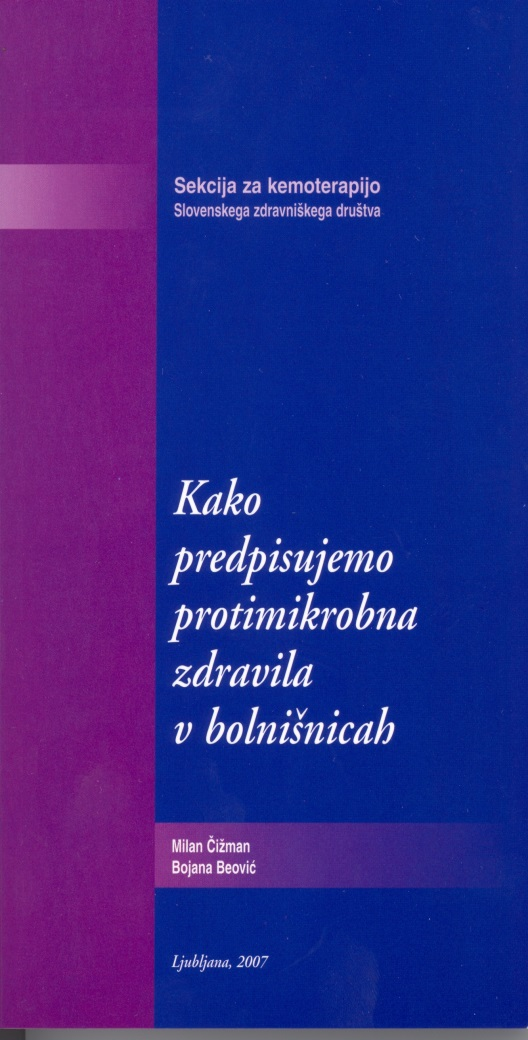 Sekcija za kemoterapijo
Slovenskega zdravniškega društva
Kako
predpisujemo
protimikrobna
zdravila
v bolnišnicah
Milan Čižman
Bojana Beović
Ljubljana, 2007